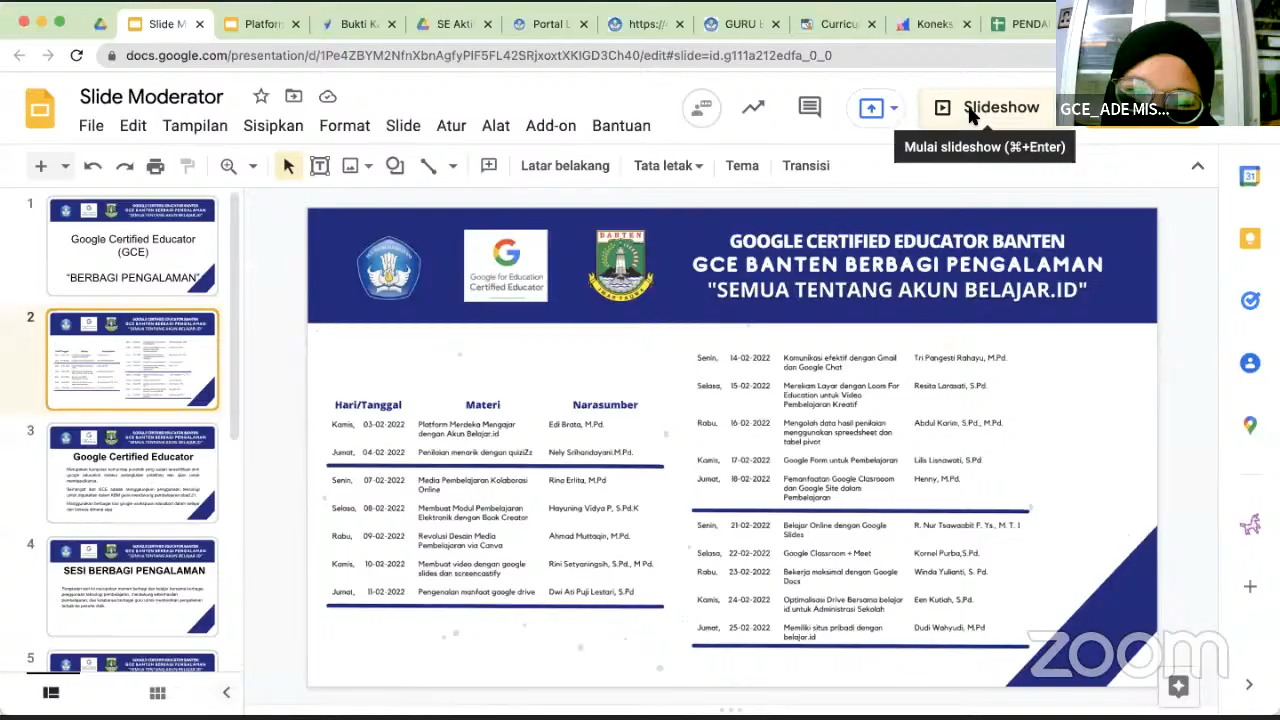 Slide M
Platform
Bukti K
SE Akti
Portal L
https://
GURU B
Curricu
Koneks
PENDA
docs.google.com/presentation/d/
Slide Moderator
File Edit Tampilan Sisipkan Format Slide Atur Alat Add-on Bantuan
Slideshow
GCE_ADE MIS...
Mulai slideshow (⌘+Enter)
Latar belakang Tata letak Tema Transisi
31
1
Google Certified Educator
(GCE)
"BERBAGI PENGALAMAN"
2
3
Google Certified Educator
4
SESI BERBAGI PENGALAMAN
5
BANTEN
Google for Education
Certified Educator
GOOGLE CERTIFIED EDUCATOR BANTEN
GCE BANTEN BERBAGI PENGALAMAN
"SEMUA TENTANG AKUN BELAJAR.ID"
Hari/Tanggal Materi Narasumber
Kamis, 03-02-2022 Platform Merdeka Mengajar Edi Brata, M.Pd.
dengan Akun Belajar.id
Jumat, 04-02-2022 Penilaian menarik dengan quiziZz Nely Srihandayani M.Pd.
Senin, 07-02-2022 Media Pembelajaran Kolaborasi Rina Erlita, M.Pd
Online
Selasa, 08-02-2022 Membuat Modul Pembelajaran Hayuning Vidya P, S.Pd.K
Elektronik dengan Book Creator
Rabu, 09-02-2022 Revolusi Desain Media Ahmad Muttaqin, M.Pd.
Pembelajaran via Canva
Kamis, 10-02-2022 Membuat video dengan google Rini Setyaningsih, S.Pd., M Pd.
slides dan screencastify
Jumat, 11-02-2022 Pengenalan manfaat google drive Dwi Ati Puji Lestari, S.Pd
Senin, 14-02-2022 Komunikasi efektif dengan Gmail Tri Pangesti Rahayu, M.Pd.
dan Google Chat
Selasa, 15-02-2022 Merekam Layar dengan Loom For Resita Larasati, S.Pd.
Education untuk Video
Pembelajaran Kreatif
Rabu, 16-02-2022 Mengolah data hasil penilaian Abdul Karim, S.Pd., M.Pd.
menggunakan spreedsheet dan
tabel pivot
Kamis, 17-02-2022 Google Form untuk Pembelajaran Lilis Lisnawati, S.Pd
Jumat, 18-02-2022 Pemanfaatan Google Classrooom Henny, M.Pd.
dan Google Site dalam
Pembelajaran
Senin, 21-02-2022 Belajar Online dengan Google R. Nur Tsawaabit F. Ys., M. T. I
Slides
Selasa, 22-02-2022 Google Classroom + Meet Kornel Purba,S.Pd.
Rabu, 23-02-2022 Bekerja maksimal dengan Google Winda Yulianti, S. Pd.
Docs
Kamis, 24-02-2022 Optimalisasi Drive Bersama belajar Een Kutiah, S.Pd.
id untuk Administrasi Sekolah
Jumat, 25-02-2022 Memiliki situs pribadi dengan Dudi Wahyudi, M.Pd
belajar.id
zoom